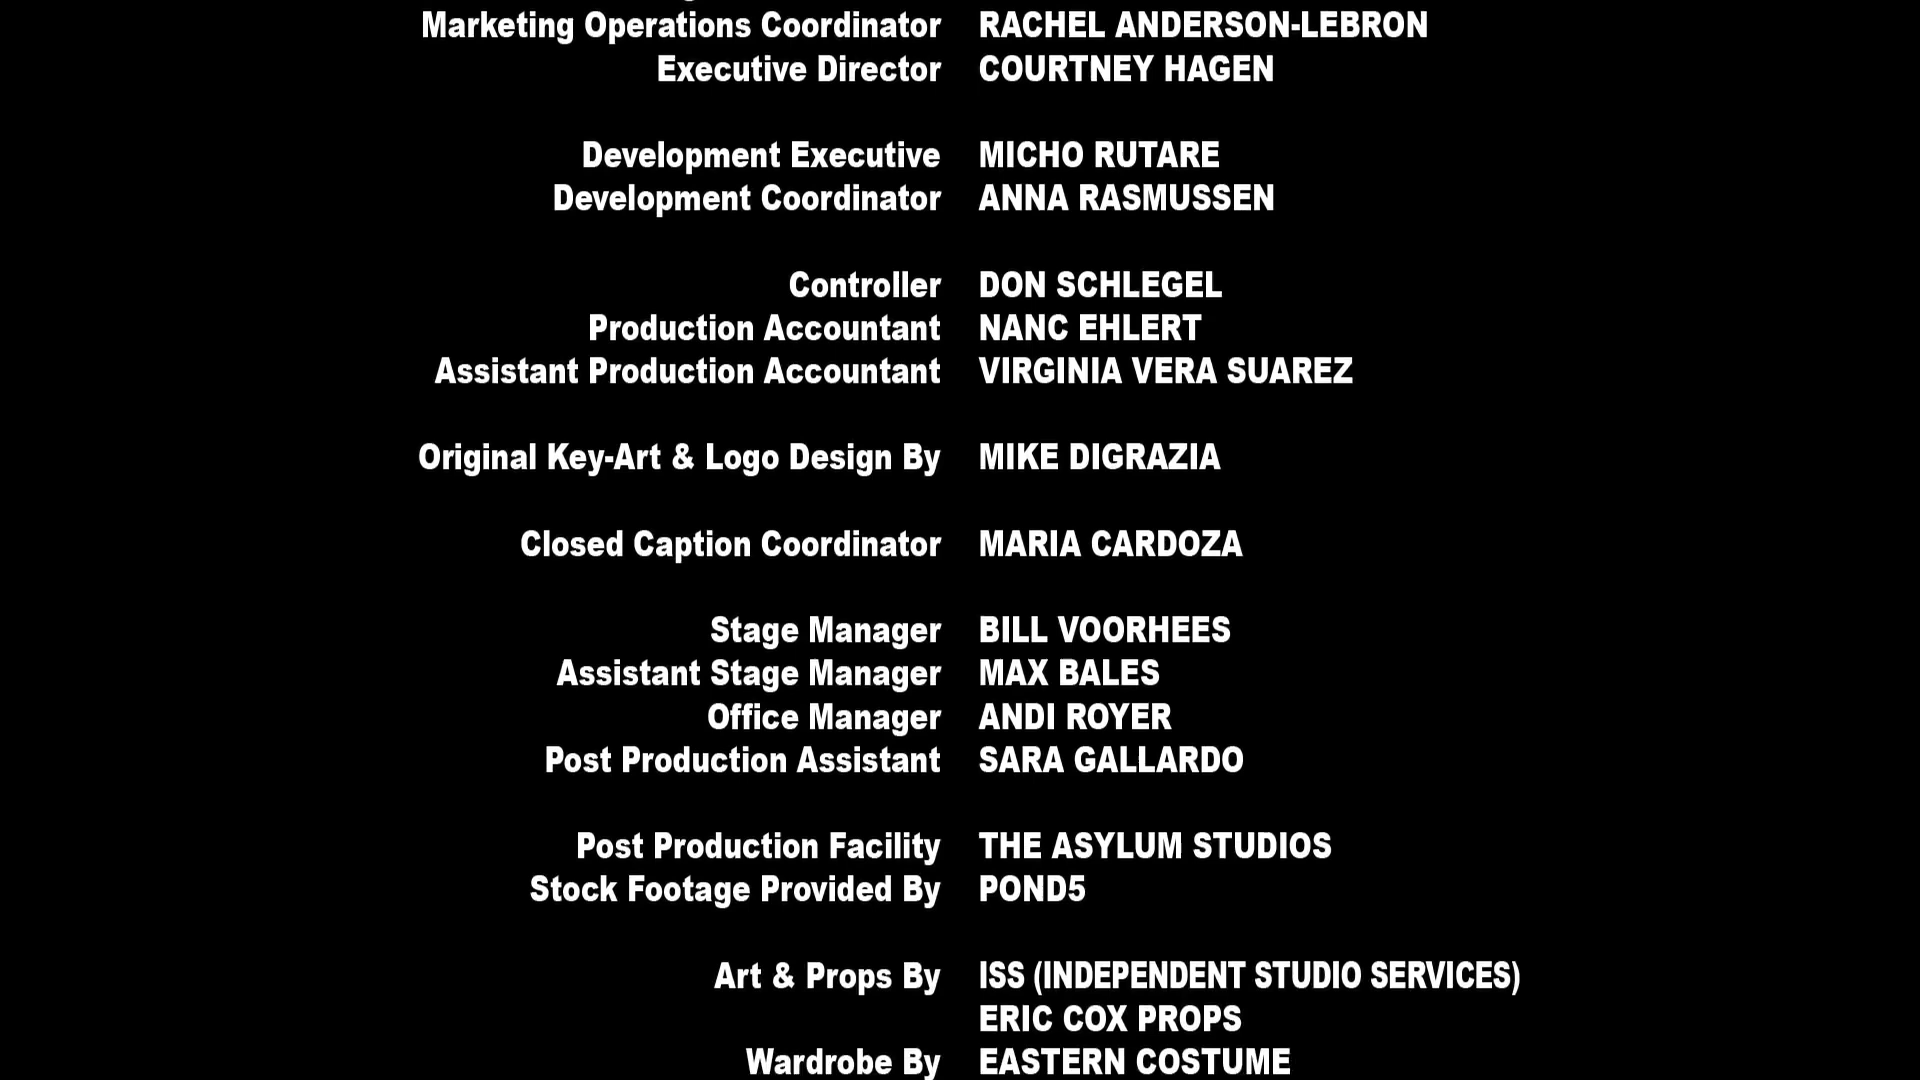 Marketing Operations Coordinator RACHEL ANDERSON-LEBRON
Executive Director COURTNEY HAGEN
Development Executive MICHO RUTARE
Development Coordinator ANNA RASMUSSEN
Controller DON SCHLEGEL
Production Accountant NANC EHLERT
Assistant Production Accountant VIRGINIA VERA SUAREZ
Original Key-Art & Logo Design By MIKE DIGRAZIA
Closed Caption Coordinator MARIA CARDOZA
Stage Manager BILL VOORHEES
Assistant Stage Manager MAX BALES
Office Manager ANDI ROYER
Post Production Assistant SARA GALLARDO
Post Production Facility THE ASYLUM STUDIOS
Stock Footage Provided By POND5
Art & Props By ISS (INDEPENDENT STUDIO SERVICES)
ERIC COX PROPS
Wardrobe By EASTERN COSTUME